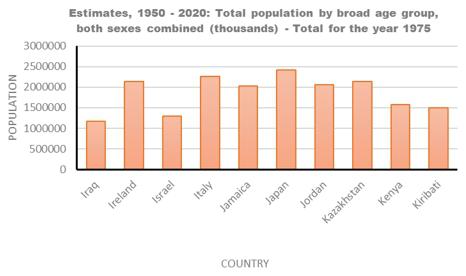 Estimates, 1950 - 2020: Total population by broad age group,
both sexes combined (thousands) - Total for the year 1975
POPULATION
3000000
2500000
2000000
1500000
1000000
500000
0
Iraq
Ireland
Israel
Italy
Jamaica
Japan
Jordan
Kazakhstan
Kenya
Kiribati
COUNTRY